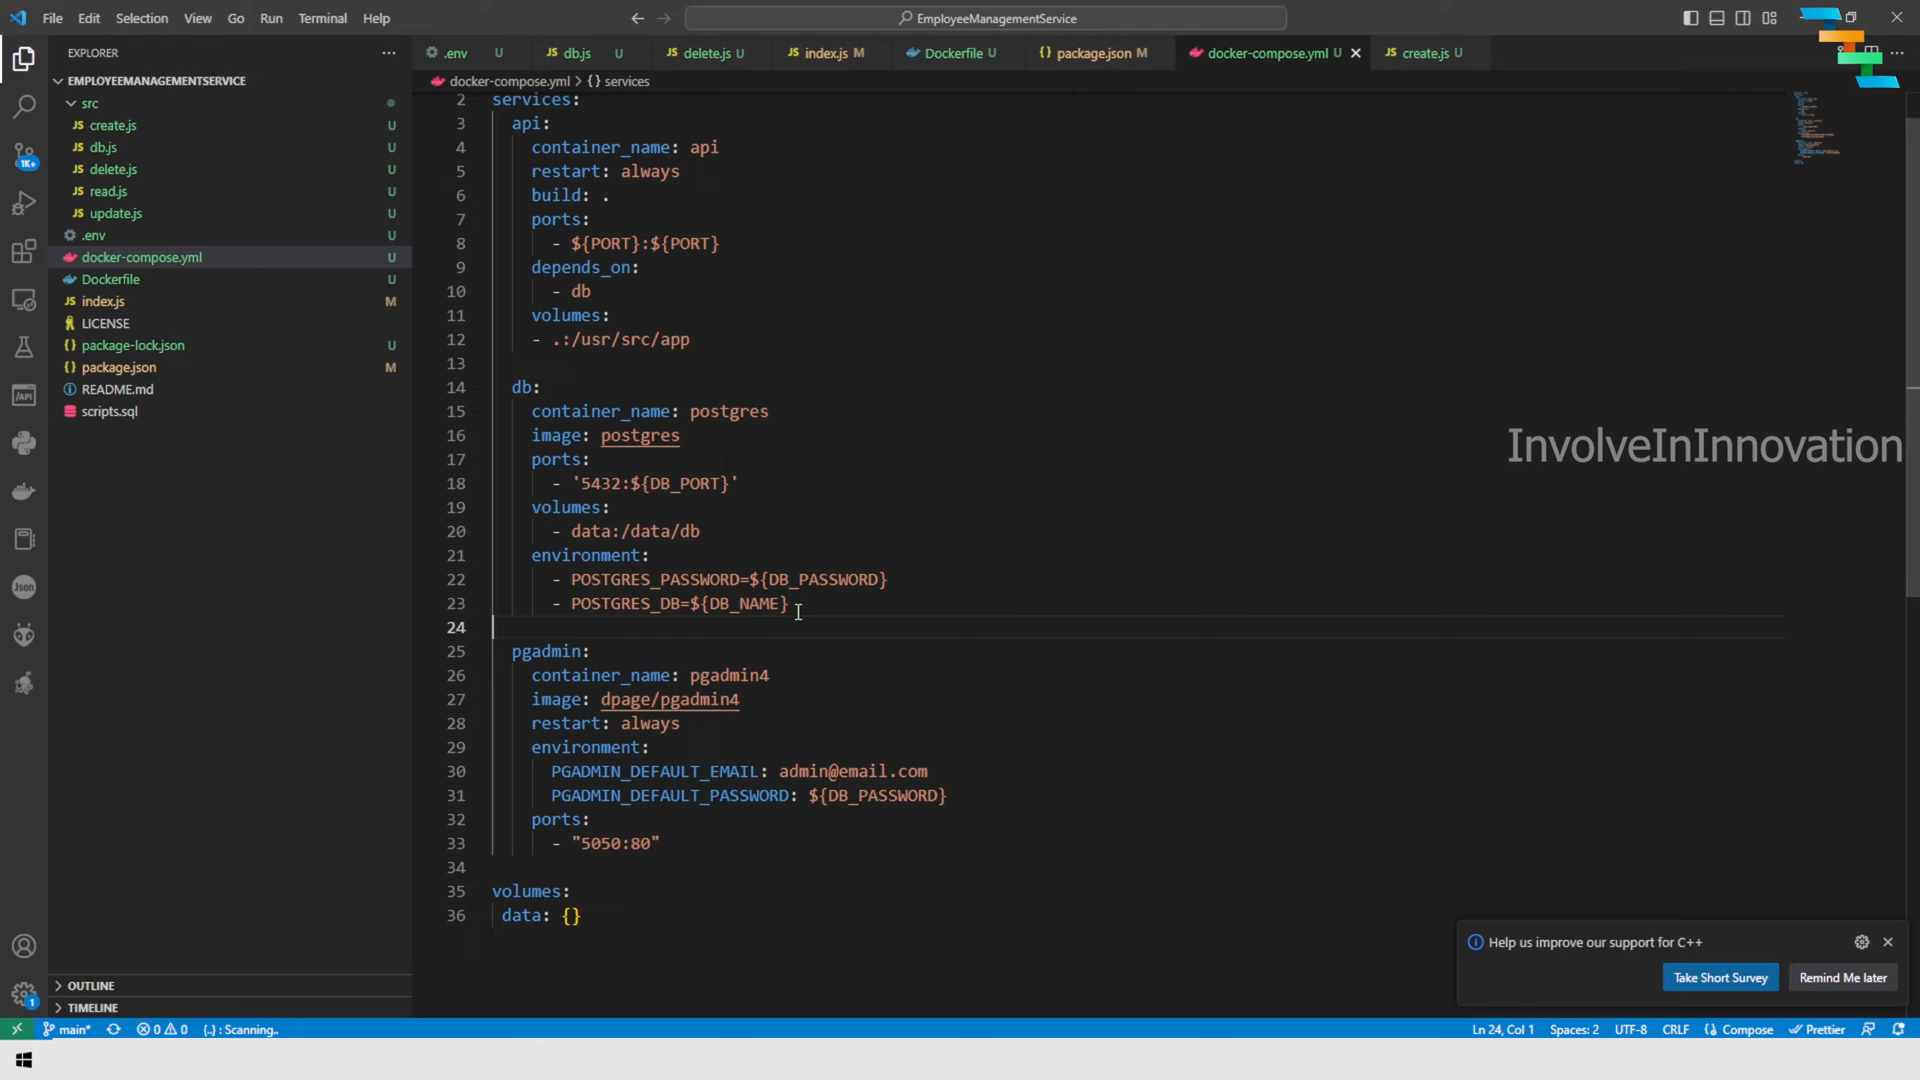 File Edit Selection View Go Run Terminal Help
EmployeeManagementService
EXPLORER
EMPLOYEEMANAGEMENTSERVICE
src
JS create.js U
JS db.js U
JS delete.js U
JS read.js U
JS update.js U
.env U
docker-compose.yml U
Dockerfile U
JS index.js M
LICENSE
{} package-lock.json U
{} package.json M
README.md
scripts.sql
OUTLINE
TIMELINE
1K+
/API
Json
1
.env U
JS db.js U
JS delete.js U
JS index.js M
Dockerfile U
{} package.json M
docker-compose.yml U
JS create.js U
docker-compose.yml > {} services
2 services:
3 api:
4 container_name: api
5 restart: always
6 build: .
7 ports:
8 - ${PORT}:${PORT}
9 depends_on:
10 - db
11 volumes:
12 - .:/usr/src/app
13
14 db:
15 container_name: postgres
16 image: postgres
17 ports:
18 - '5432:${DB_PORT}'
19 volumes:
20 - data:/data/db
21 environment:
22 - POSTGRES_PASSWORD=${DB_PASSWORD}
23 - POSTGRES_DB=${DB_NAME}
24
25 pgadmin:
26 container_name: pgadmin4
27 image: dpage/pgadmin4
28 restart: always
29 environment:
30 PGADMIN_DEFAULT_EMAIL: admin@email.com
31 PGADMIN_DEFAULT_PASSWORD: ${DB_PASSWORD}
32 ports:
33 - "5050:80"
34
35 volumes:
36 data: {}
InvolveInInnovation
Help us improve our support for C++
Take Short Survey
Remind Me later
main* 0 0 {..} : Scanning..
Ln 24, Col 1 Spaces: 2 UTF-8 CRLF Compose Prettier